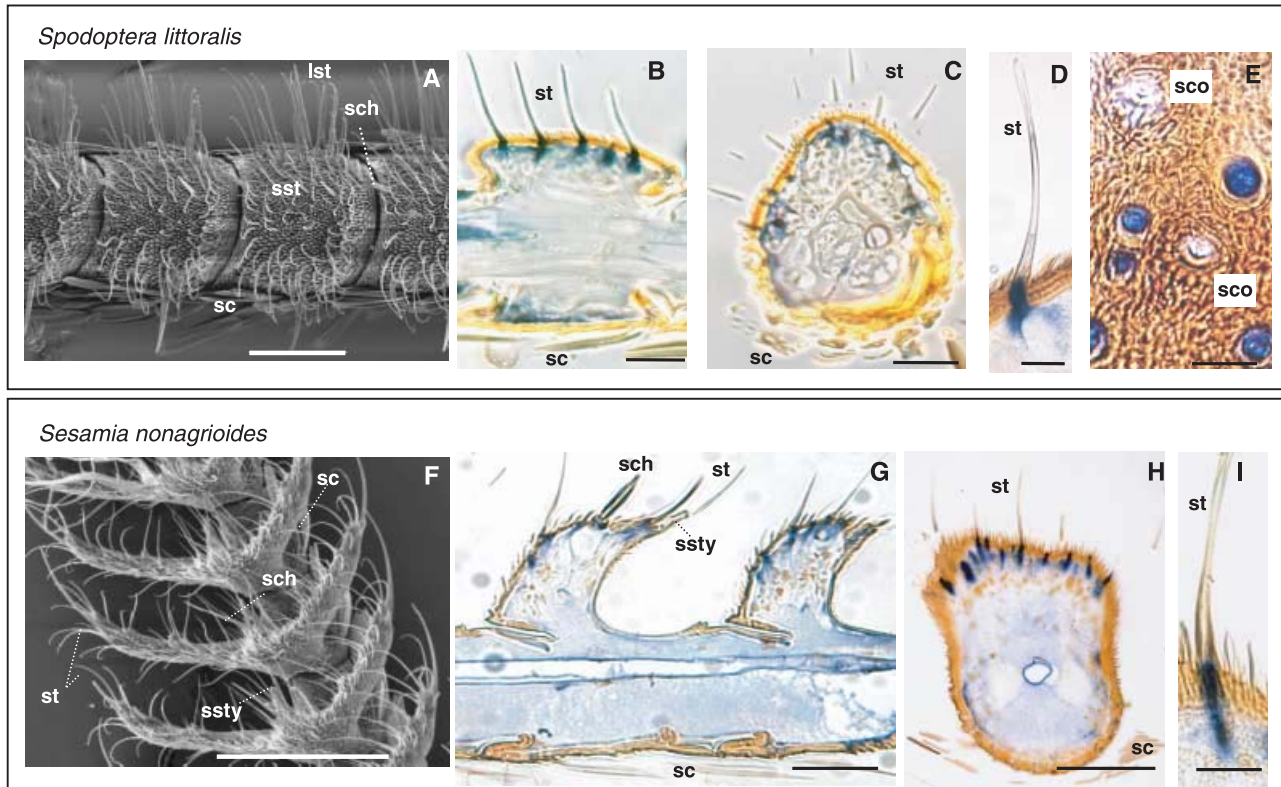 Spodoptera littoralis
lst
A
sch
sst
sc
B
st
sc
C
st
sc
D
st
E
sco
sco
Sesamia nonagrioides
F
sc
sch
st
ssty
G
sch
st
ssty
sc
H
st
sc
I
st